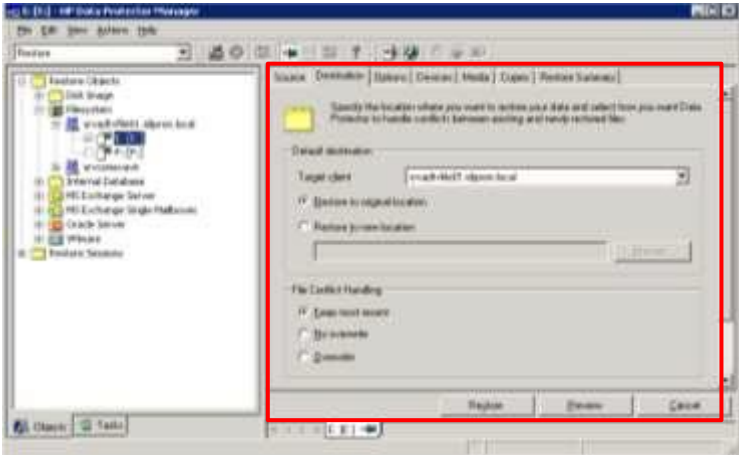 HP Data Protector Manager
File Edit View Actions Help
Restore
Restore Objects
Disk Image
Filesystem
Internal Database
MS Exchange Server
MS Exchange Single Mailboxes
Oracle Server
VMware
Restore Sessions
Objects Tasks
Source Destination Options Devices Media Copies Restore Summary
Specify the location where you want to restore your data and select how you want Data
Protector to handle conflicts between existing and newly restored files.
Default destination
Target client
Restore to original location
Restore to new location
File Conflict Handling
Keep most recent
No overwrite
Overwrite
Restore Preview Cancel